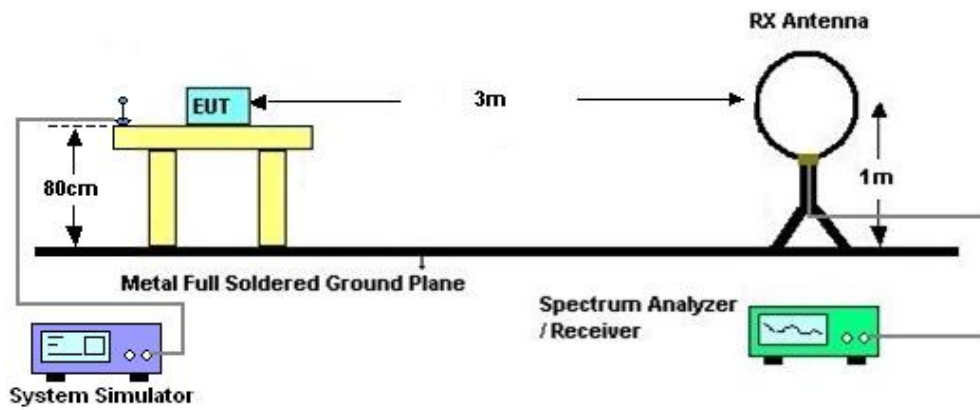 RX Antenna
EUT
3m
80cm
1m
Metal Full Soldered Ground Plane
Spectrum Analyzer
/ Receiver
System Simulator